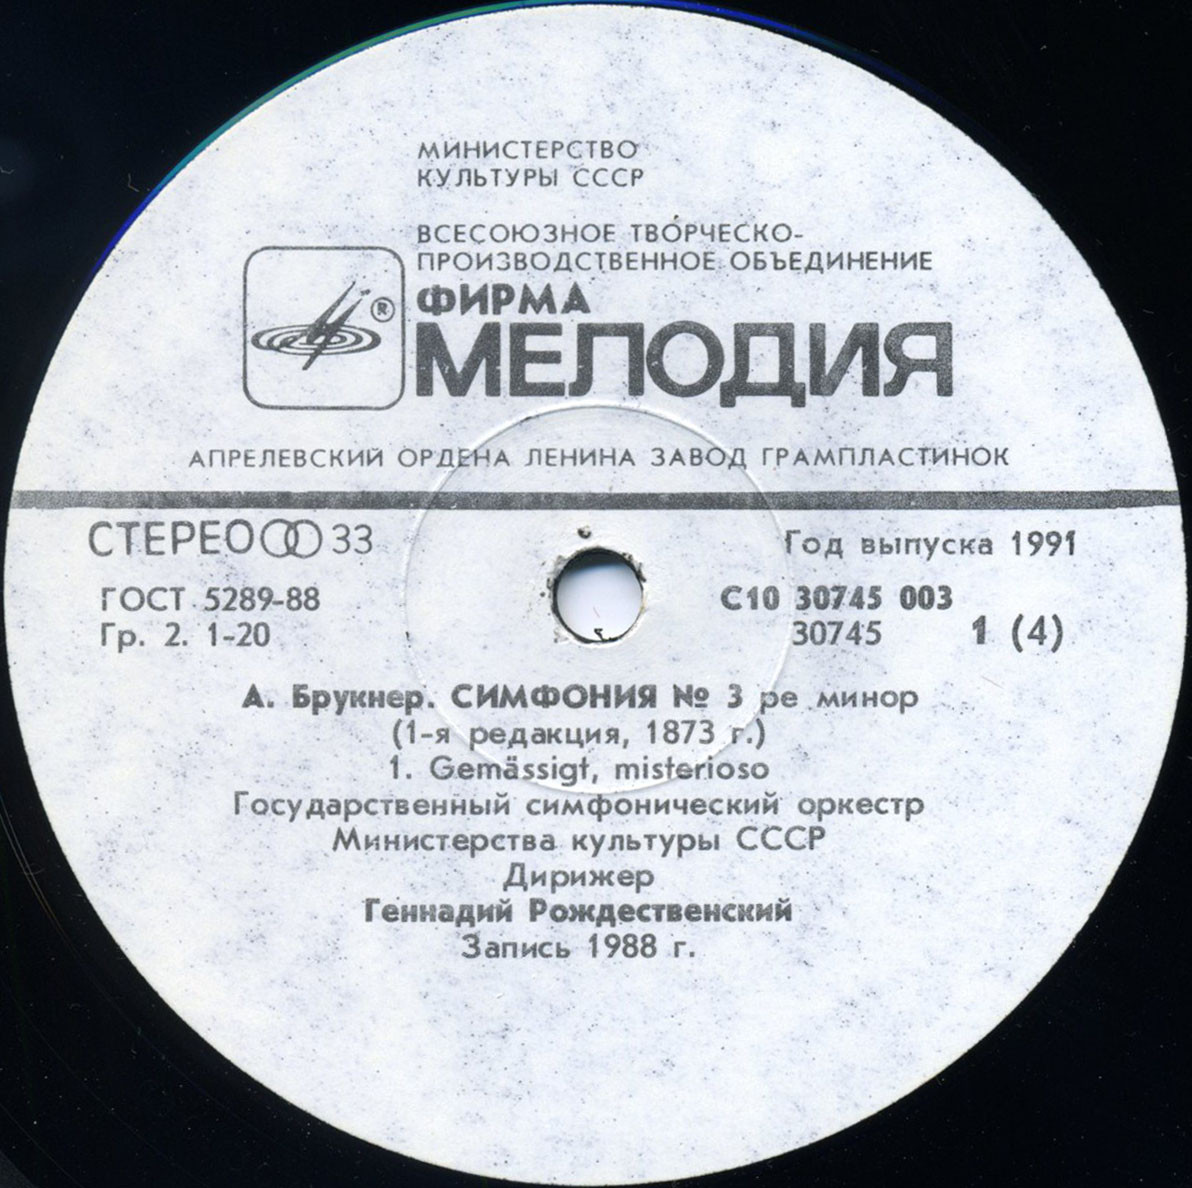 МИНИСТЕРСТВО
КУЛЬТУРЫ СССР
ВСЕСОЮЗНОЕ ТВОРЧЕСКО-
ПРОИЗВОДСТВЕННОЕ ОБЪЕДИНЕНИЕ
ФИРМА
®
МЕЛОДИЯ
АПРЕЛЕВСКИЙ ОРДЕНА ЛЕНИНА ЗАВОД ГРАМПЛАСТИНОК
СТЕРЕО 33
Год выпуска 1991
ГОСТ 5289-88
С10 30745 003
Гр. 2. 1-20
30745 1 (4)
А. Брукнер. СИМФОНИЯ № 3 ре минор
(1-я редакция, 1873 г.)
1. Gemässigt, misterioso
Государственный симфонический оркестр
Министерства культуры СССР
Дирижер
Геннадий Рождественский
Запись 1988 г.